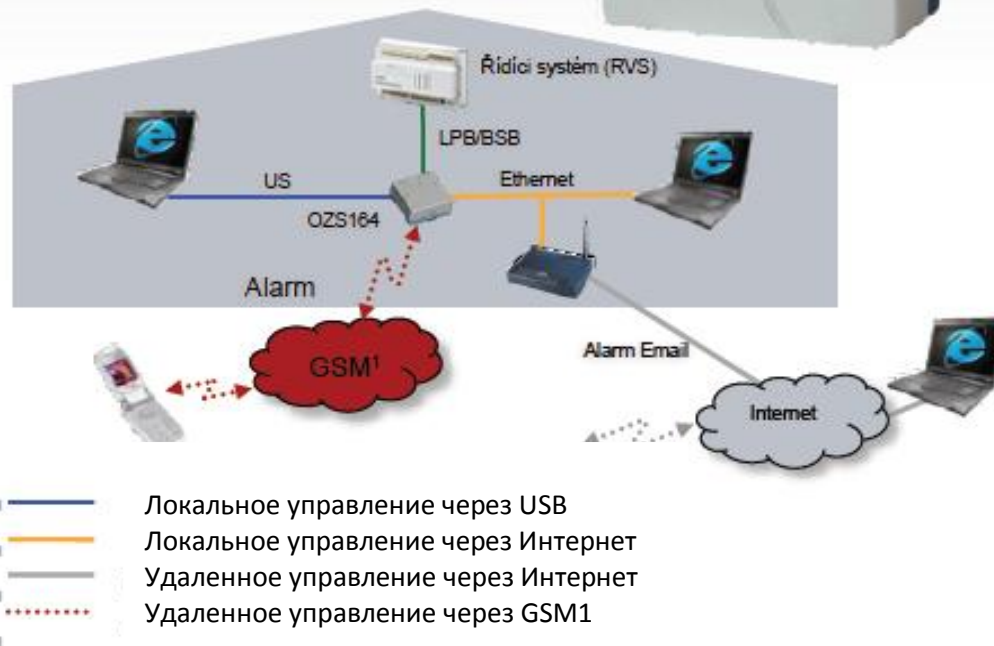 Řídíci systém (RVS)
LPB/BSB
US
Ethernet
OZS164
Alarm
GSM¹
Alarm Email
Internet
Локальное управление через USB
Локальное управление через Интернет
Удаленное управление через Интернет
Удаленное управление через GSM1